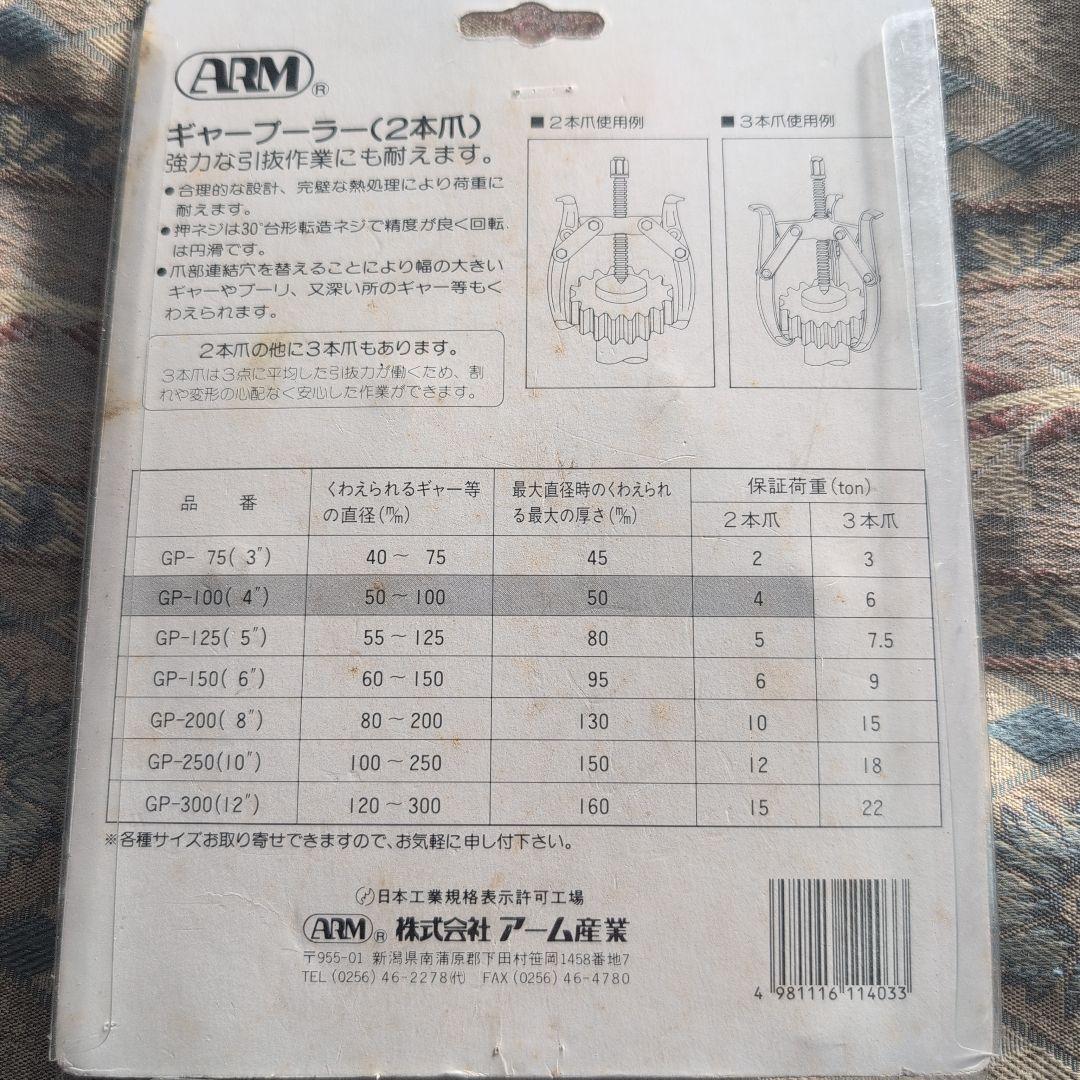 ARM®
ギャープーラー(2本爪)
強力な引抜作業にも耐えます。
●合理的な設計、完璧な熱処理により荷重に
耐えます。
●押ネジは30°台形転造ネジで精度が良く回転
は円滑です。
●爪部連結穴を替えることにより幅の大きい
ギャーやプーリ、又深い所のギャー等もく
わえられます。
2本爪の他に3本爪もあります。
3本爪は3点に平均した引抜力が働くため、割
れや変形の心配なく安心した作業ができます。
■2本爪使用例
■3本爪使用例
品 番 くわえられるギャー等の直径(m/m) 最大直径時のくわえられる最大の厚さ(m/m) 保証荷重(ton)
2本爪 3本爪
GP- 75( 3″) 40～ 75 45 2 3
GP-100( 4″) 50～100 50 4 6
GP-125( 5″) 55～125 80 5 7.5
GP-150( 6″) 60～150 95 6 9
GP-200( 8″) 80～200 130 10 15
GP-250(10″) 100～250 150 12 18
GP-300(12″) 120～300 160 15 22
※各種サイズお取り寄せできますので、お気軽に申し付下さい。
日本工業規格表示許可工場
ARM® 株式会社 アーム産業
〒955-01 新潟県南蒲原郡下田村笹岡1458番地7
TEL (0256) 46-2278(代) FAX (0256) 46-4780
4 981116 114033